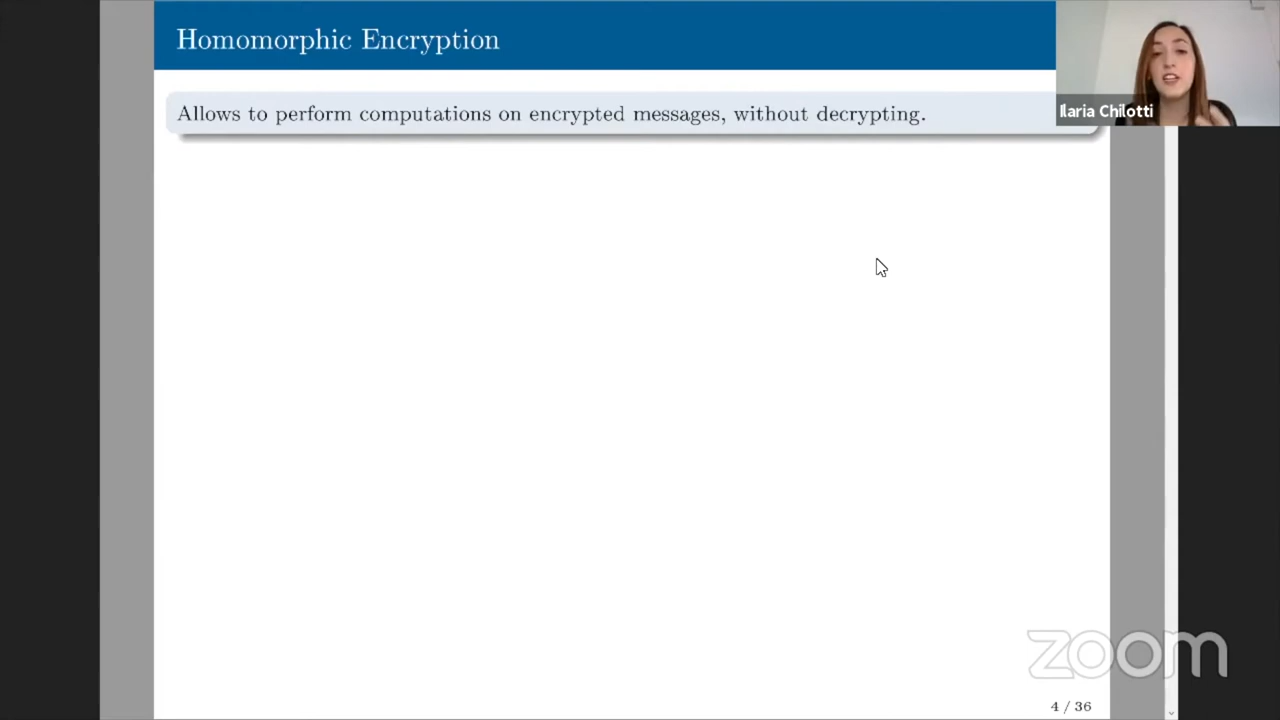 Homomorphic Encryption
Ilaria Chilotti
Allows to perform computations on encrypted messages, without decrypting.
zoom
4 / 36